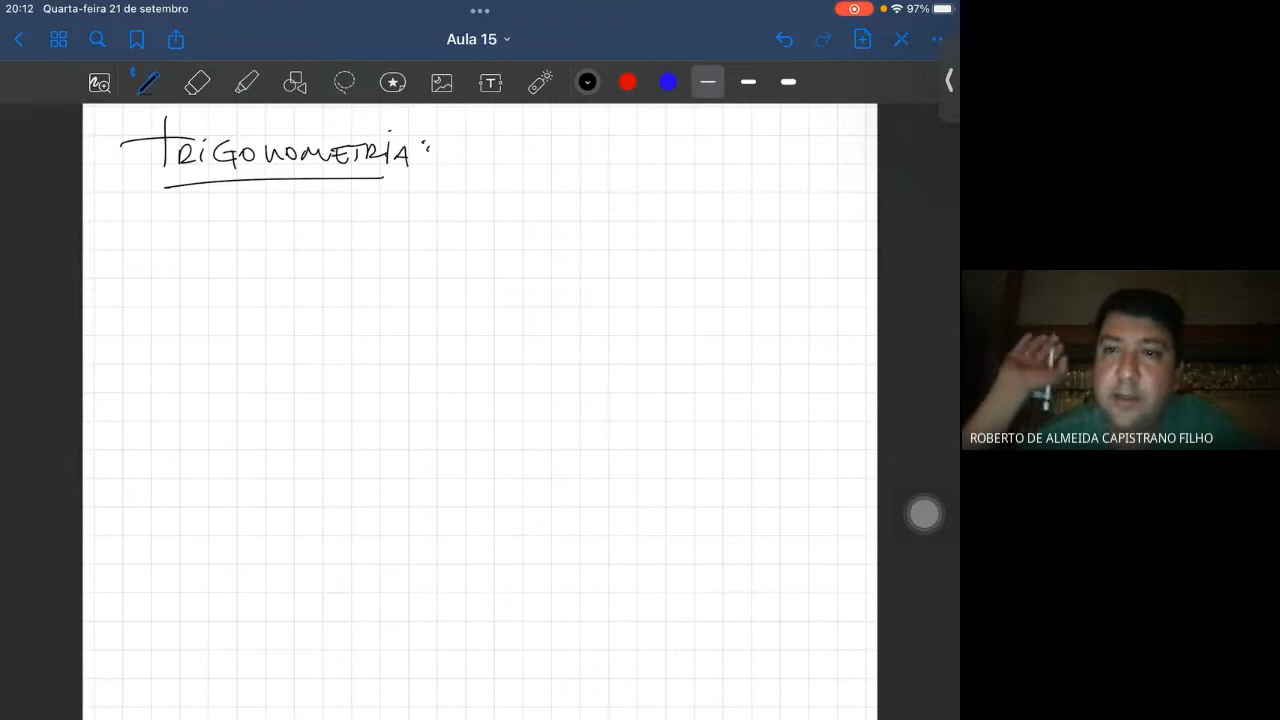 20:12 Quarta-feira 21 de setembro
97%
Aula 15
TRiGONOMETRiA:
ROBERTO DE ALMEIDA CAPISTRANO FILHO